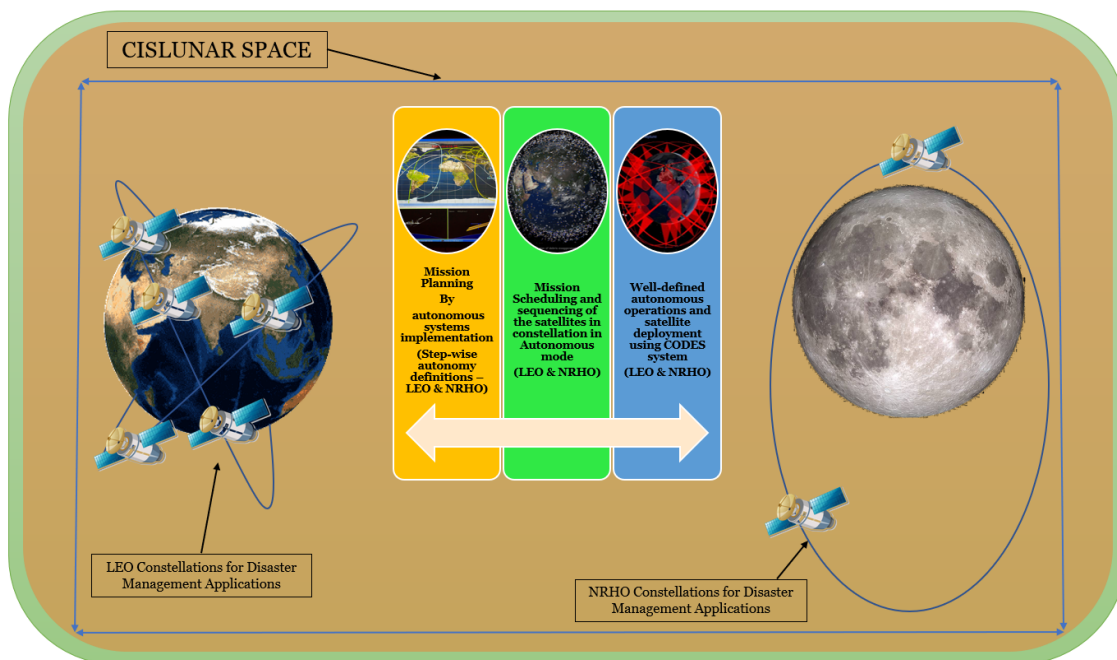 CISLUNAR SPACE
Mission
Planning
By
autonomous
systems
implementation
(Step-wise
autonomy
definitions –
LEO & NRHO)
Mission
Scheduling and
sequencing of
the satellites in
constellation in
Autonomous
mode
(LEO & NRHO)
Well-defined
autonomous
operations and
satellite
deployment
using CODES
system
(LEO & NRHO)
LEO Constellations for Disaster
Management Applications
NRHO Constellations for Disaster
Management Applications